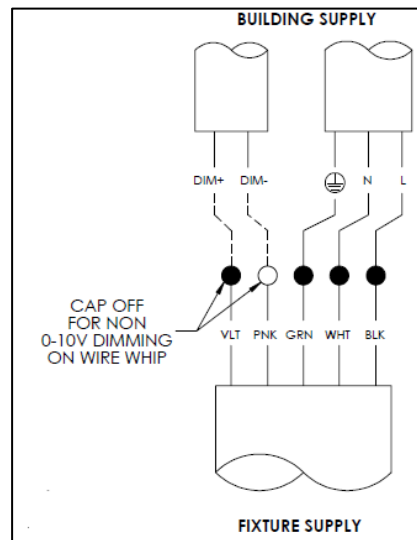 BUILDING SUPPLY
DIM+ DIM- N L
CAP OFF
FOR NON
0-10V DIMMING
ON WIRE WHIP
VLT PNK GRN WHT BLK
FIXTURE SUPPLY